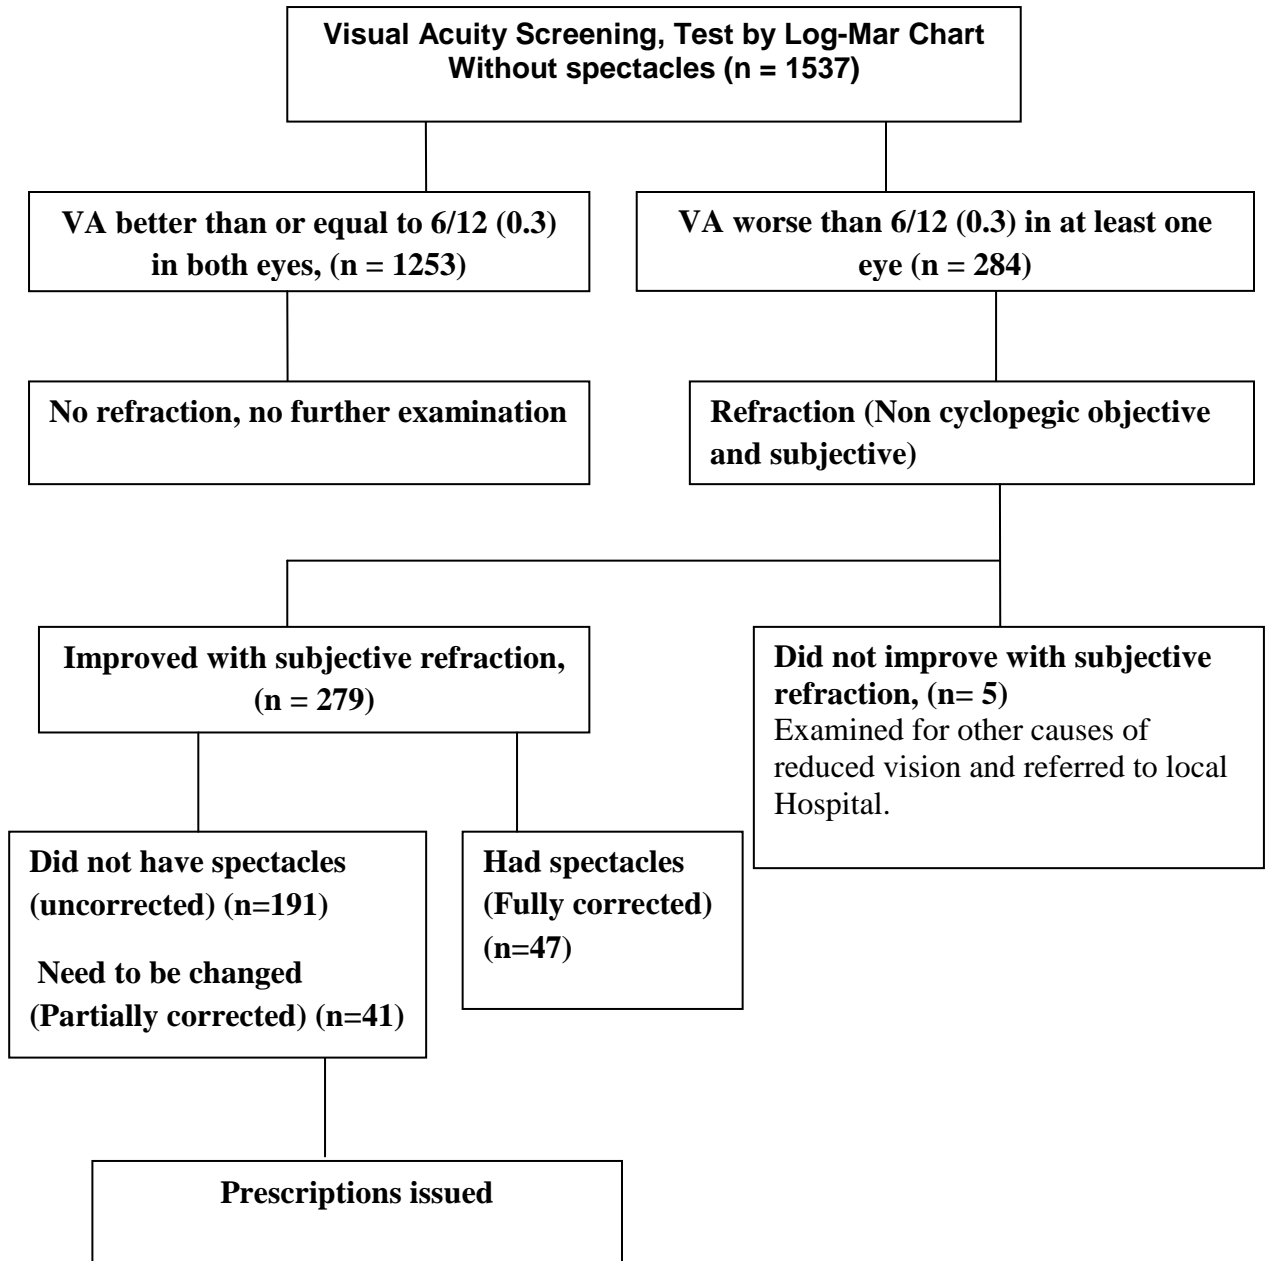 Visual Acuity Screening, Test by Log-Mar Chart
Without spectacles (n = 1537)
VA better than or equal to 6/12 (0.3)
in both eyes, (n = 1253)
VA worse than 6/12 (0.3) in at least one
eye (n = 284)
No refraction, no further examination
Refraction (Non cyclopegic objective
and subjective)
Improved with subjective refraction,
(n = 279)
Did not improve with subjective
refraction, (n= 5)
Examined for other causes of
reduced vision and referred to local
Hospital.
Did not have spectacles
(uncorrected) (n=191)
Need to be changed
(Partially corrected) (n=41)
Had spectacles
(Fully corrected)
(n=47)
Prescriptions issued